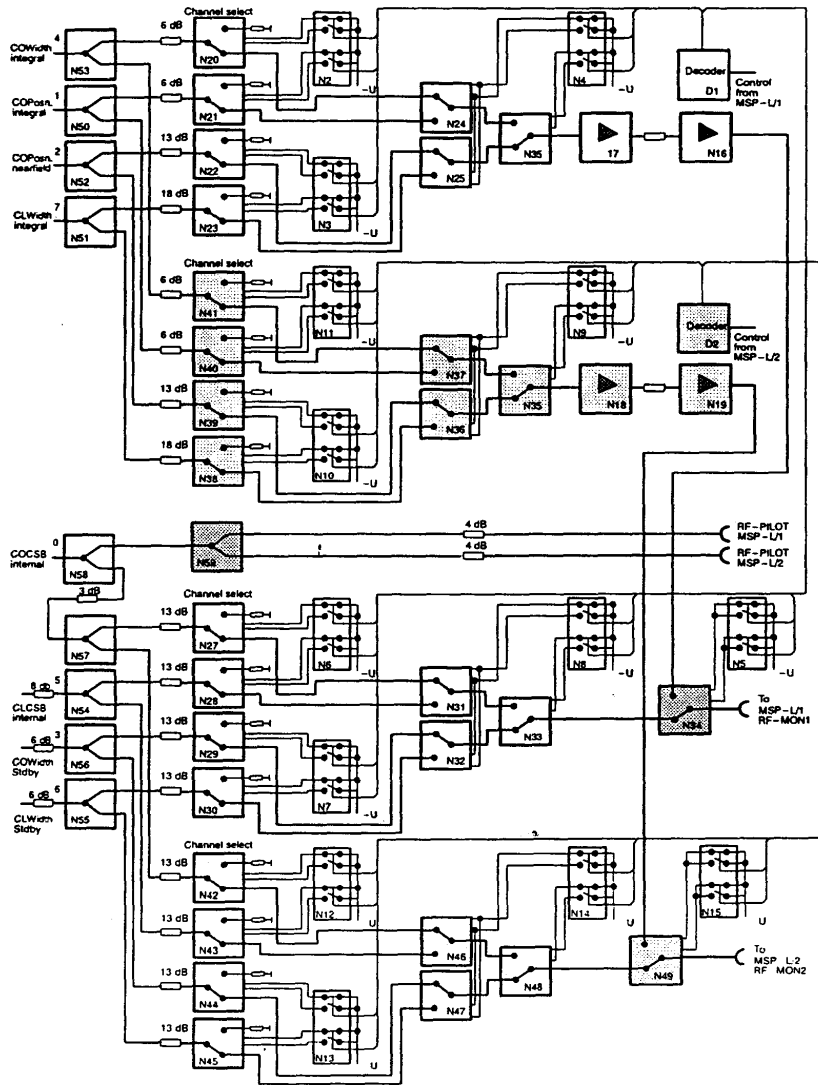 Channel select
6 dB
4
COWidth
integral
N53
N20
N2
-U
N4
-U
Decoder
D1
Control
from
MSP-L/1
6 dB
1
COPosn.
integral
N50
N21
N24
N35
17
N16
13 dB
2
COPosn.
nearfield
N52
N22
N25
18 dB
7
CLWidth
integral
N51
N23
N3
-U
Channel select
6 dB
N41
N11
-U
N9
-U
Decoder
D2
Control
from
MSP-L/2
6 dB
N40
N37
N35
N18
N19
13 dB
N39
N36
18 dB
N38
N10
U
0
COCSB
internal
N58
N59
4 dB
RF-PILOT
MSP-L/1
4 dB
RF-PILOT
MSP-L/2
3 dB
Channel select
13 dB
N57
N27
N6
-U
N8
-U
N5
-U
13 dB
5
CLCSB
internal
N54
N28
N31
N33
N34
To
MSP-L/1
RF-MON1
6 dB
3
COWidth
Stdby
N56
13 dB
N29
N32
6 dB
6
CLWidth
Stdby
N55
13 dB
N30
N7
-U
Channel select
13 dB
N42
N12
U
N14
U
N15
U
13 dB
N43
N46
N48
N49
To
MSP L-2
RF MON2
13 dB
N44
N47
13 dB
N45
N13
U